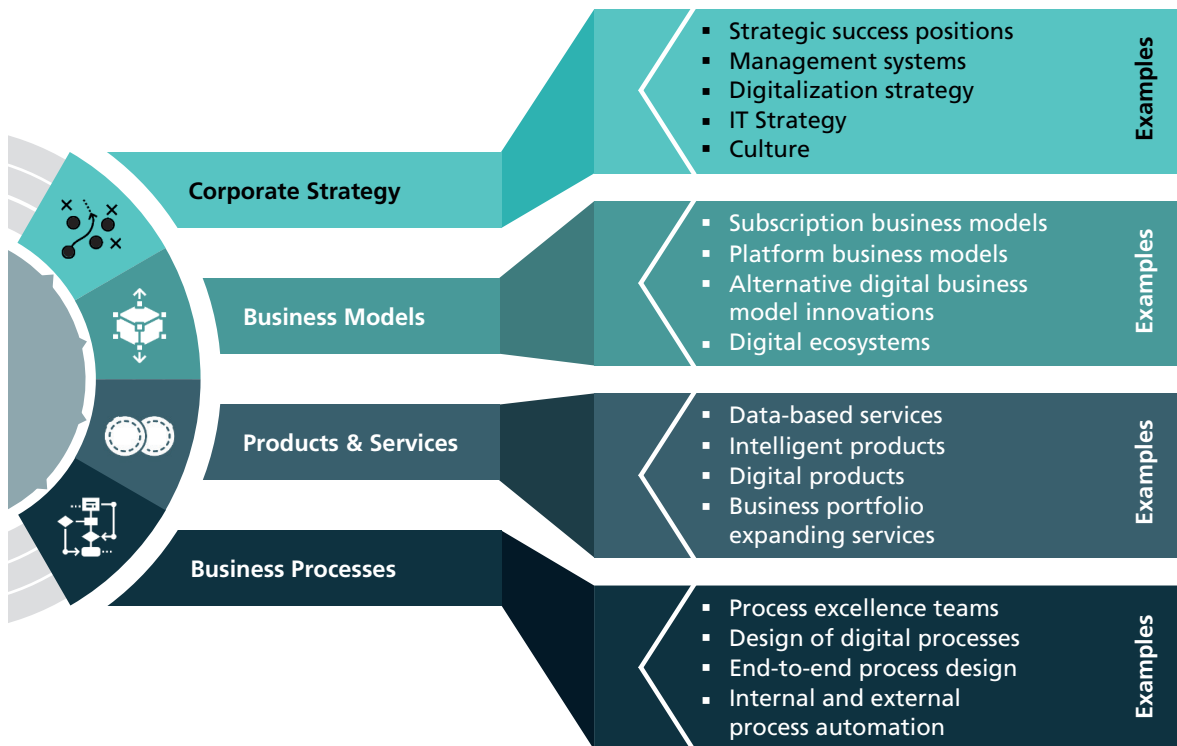 Corporate Strategy
▪ Strategic success positions
▪ Management systems
▪ Digitalization strategy
▪ IT Strategy
▪ Culture
Examples
Business Models
▪ Subscription business models
▪ Platform business models
▪ Alternative digital business
model innovations
▪ Digital ecosystems
Examples
Products & Services
▪ Data-based services
▪ Intelligent products
▪ Digital products
▪ Business portfolio
expanding services
Examples
Business Processes
▪ Process excellence teams
▪ Design of digital processes
▪ End-to-end process design
▪ Internal and external
process automation
Examples